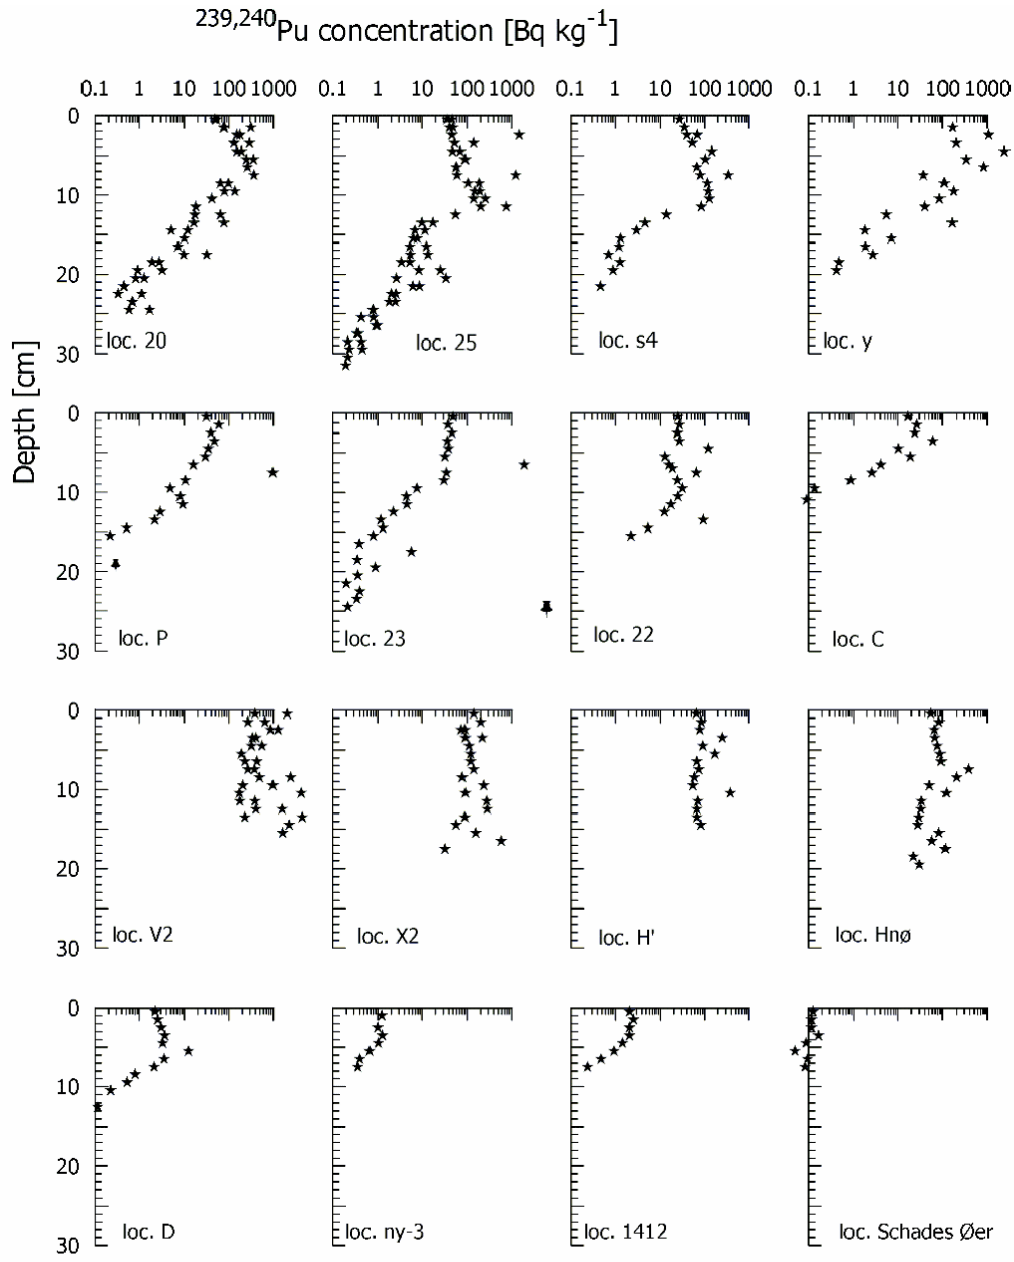 239,240Pu concentration [Bq kg-1]
0.1 1 10 100 1000 0.1 1 10 100 1000 0.1 1 10 100 1000 0.1 1 10 100 1000
0
10
20
30
loc. 20 loc. 25 loc. s4 loc. y
Depth [cm]
0
10
20
30
loc. P loc. 23 loc. 22 loc. C
0
10
20
30
loc. V2 loc. X2 loc. H' loc. Hnø
0
10
20
30
loc. D loc. ny-3 loc. 1412 loc. Schades Øer